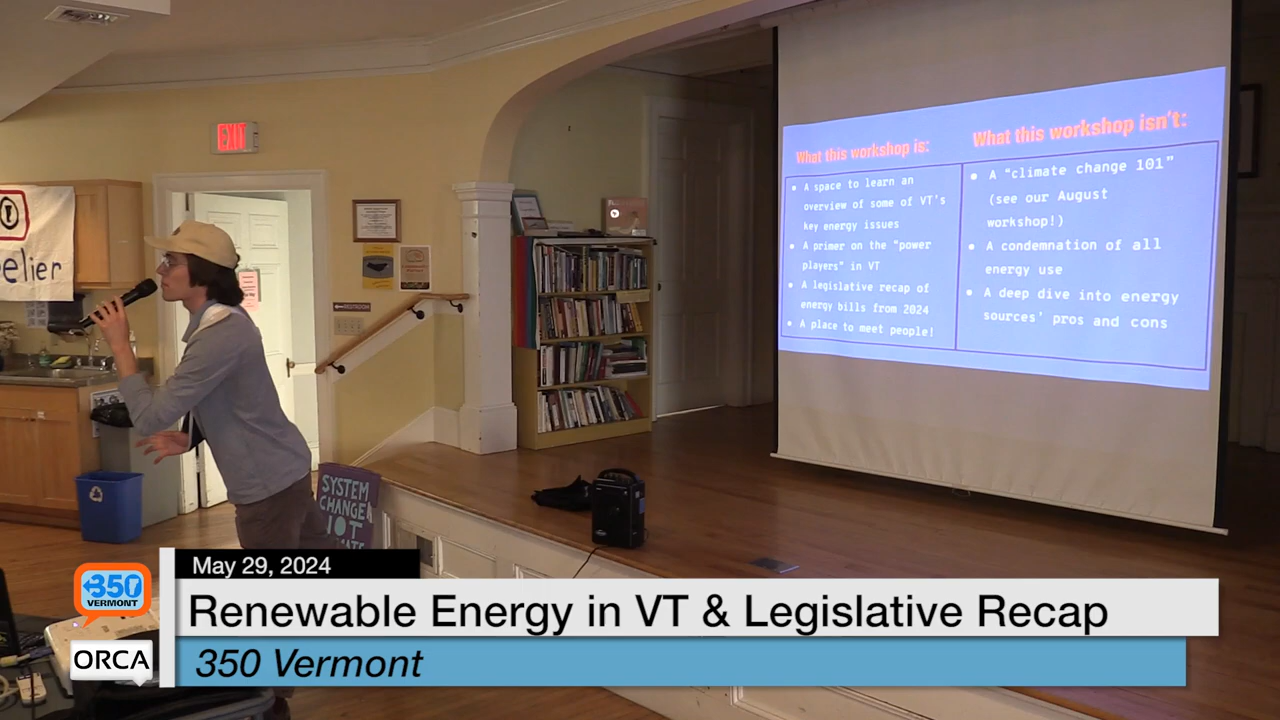 EXIT
elier
What this workshop is:
• A space to learn an
overview of some of VT's
key energy issues
• A primer on the "power
players" in VT
• A legislative recap of
energy bills from 2024
• A place to meet people!
What this workshop isn't:
• A "climate change 101"
(see our August
workshop!)
• A condemnation of all
energy use
• A deep dive into energy
sources' pros and cons
SYSTEM
CHANGE
NOT
May 29, 2024
Renewable Energy in VT & Legislative Recap
350 Vermont
350
VERMONT
ORCA